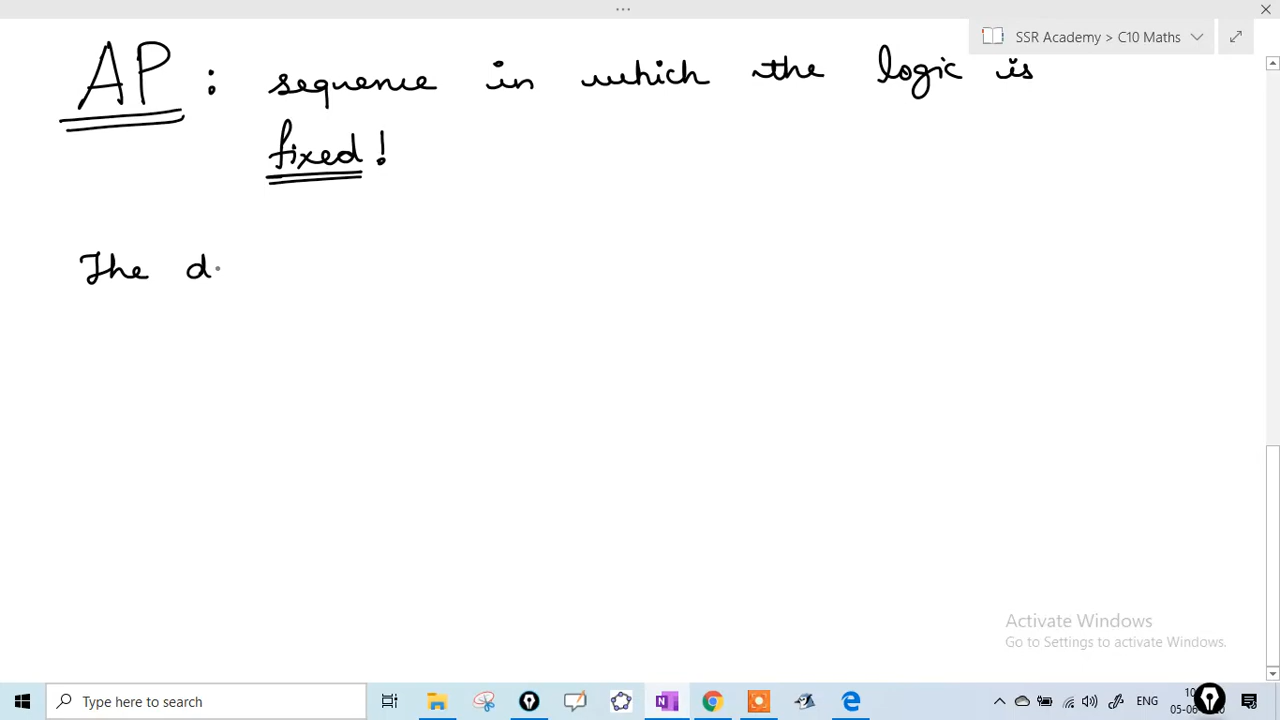 SSR Academy > C10 Maths
AP : sequence in which the logic is
fixed!
The d
Activate Windows
Go to Settings to activate Windows.
Type here to search
ENG